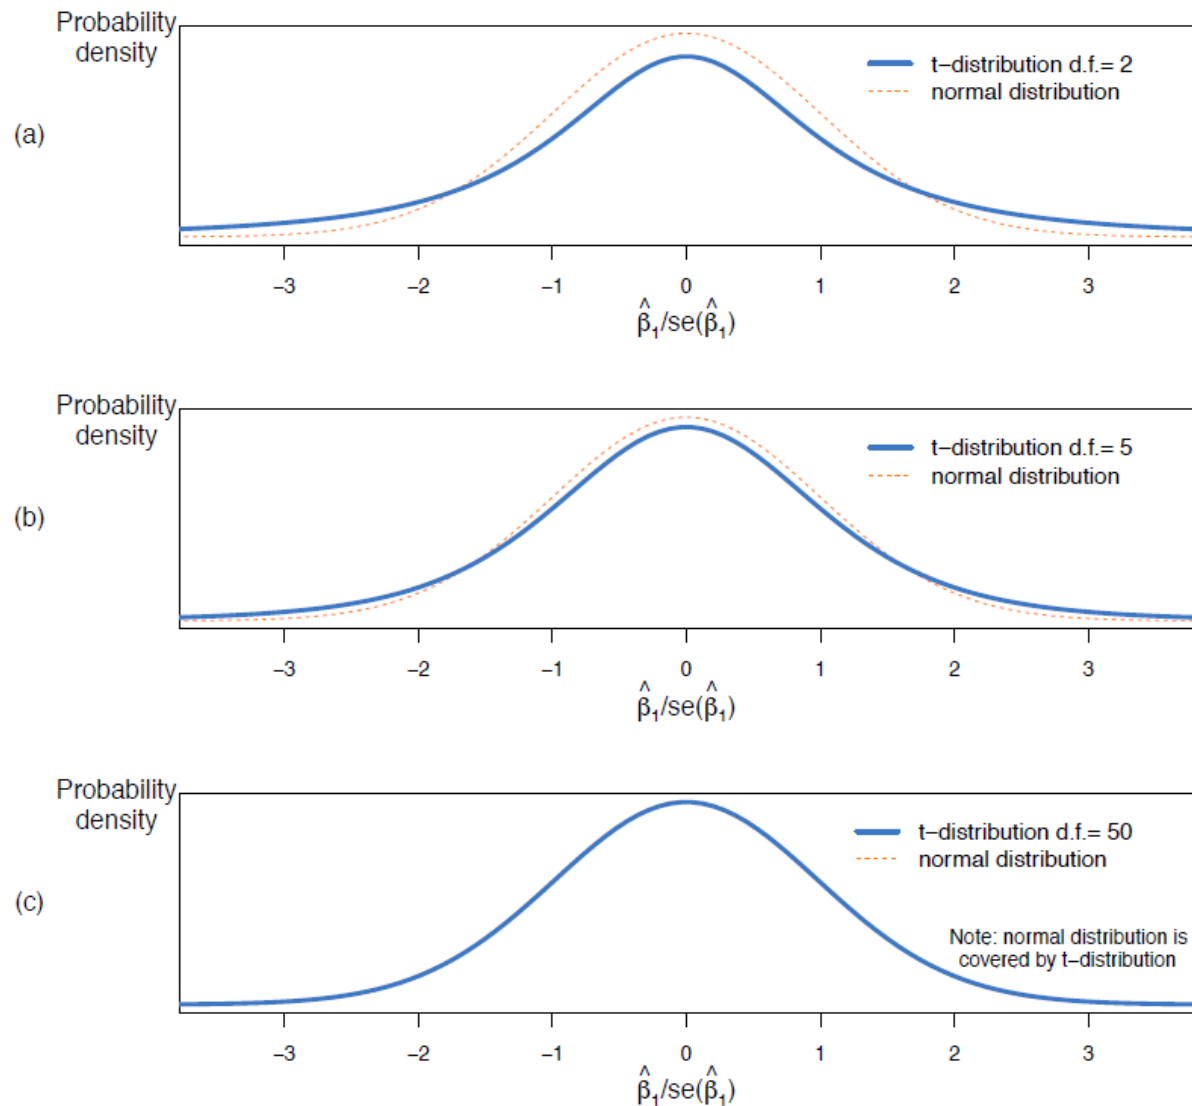 Probability
density
(a)
t−distribution d.f.= 2
normal distribution
−3 −2 −1 0 1 2 3
β̂₁/se(β̂₁)
Probability
density
(b)
t−distribution d.f.= 5
normal distribution
−3 −2 −1 0 1 2 3
β̂₁/se(β̂₁)
Probability
density
(c)
t−distribution d.f.= 50
normal distribution
Note: normal distribution is
covered by t−distribution
−3 −2 −1 0 1 2 3
β̂₁/se(β̂₁)